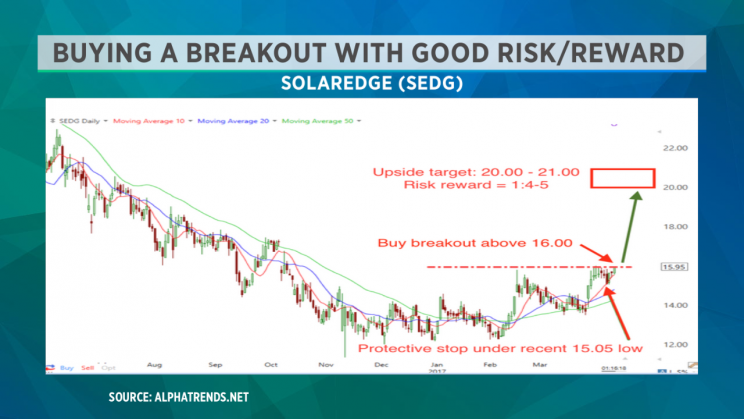 BUYING A BREAKOUT WITH GOOD RISK/REWARD
SOLAREDGE (SEDG)
SEDG Daily Moving Average 10 Moving Average 20 Moving Average 50
22.00
Upside target: 20.00 - 21.00
Risk reward = 1:4-5
20.00
18.00
Buy breakout above 16.00
15.95
14.00
Protective stop under recent 15.05 low
12.00
Aug Sep Oct Nov Dec 2017 Feb Mar
Buy Sell Opt
SOURCE: ALPHATRENDS.NET